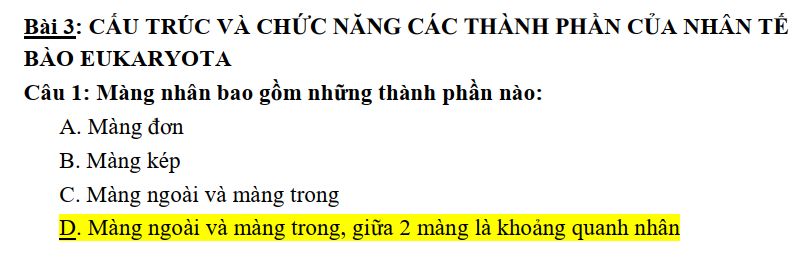 Bài 3: CẤU TRÚC VÀ CHỨC NĂNG CÁC THÀNH PHẦN CỦA NHÂN TẾ
BÀO EUKARYOTA
Câu 1: Màng nhân bao gồm những thành phần nào:
A. Màng đơn
B. Màng kép
C. Màng ngoài và màng trong
D. Màng ngoài và màng trong, giữa 2 màng là khoảng quanh nhân